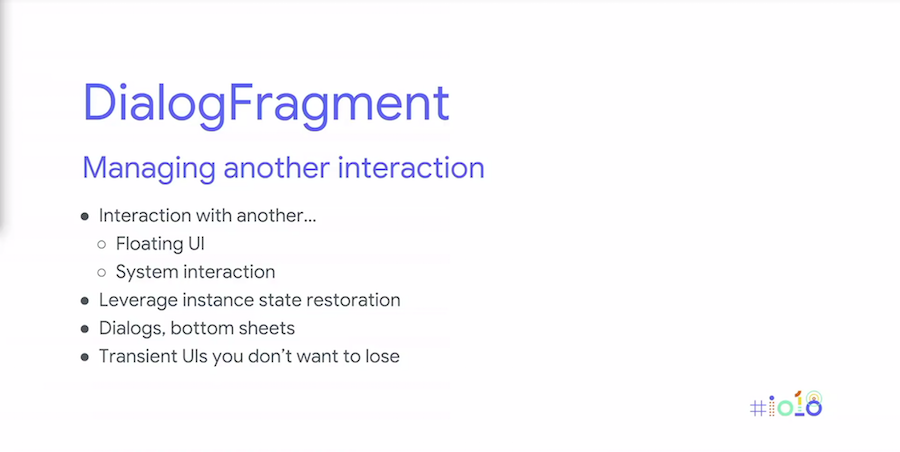 DialogFragment
Managing another interaction
● Interaction with another...
○ Floating UI
○ System interaction
● Leverage instance state restoration
● Dialogs, bottom sheets
● Transient UIs you don't want to lose
#io18